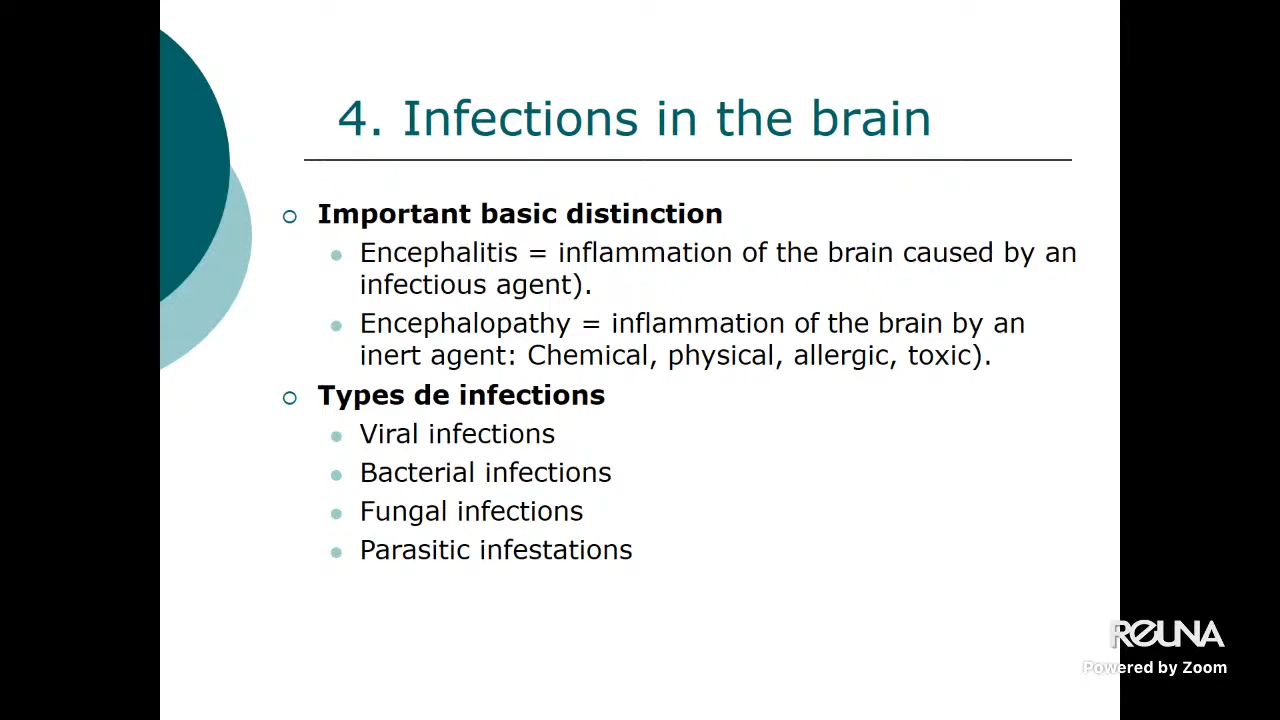 4. Infections in the brain
Important basic distinction
Encephalitis = inflammation of the brain caused by an
infectious agent).
Encephalopathy = inflammation of the brain by an
inert agent: Chemical, physical, allergic, toxic).
Types de infections
Viral infections
Bacterial infections
Fungal infections
Parasitic infestations
REUNA
Powered by Zoom